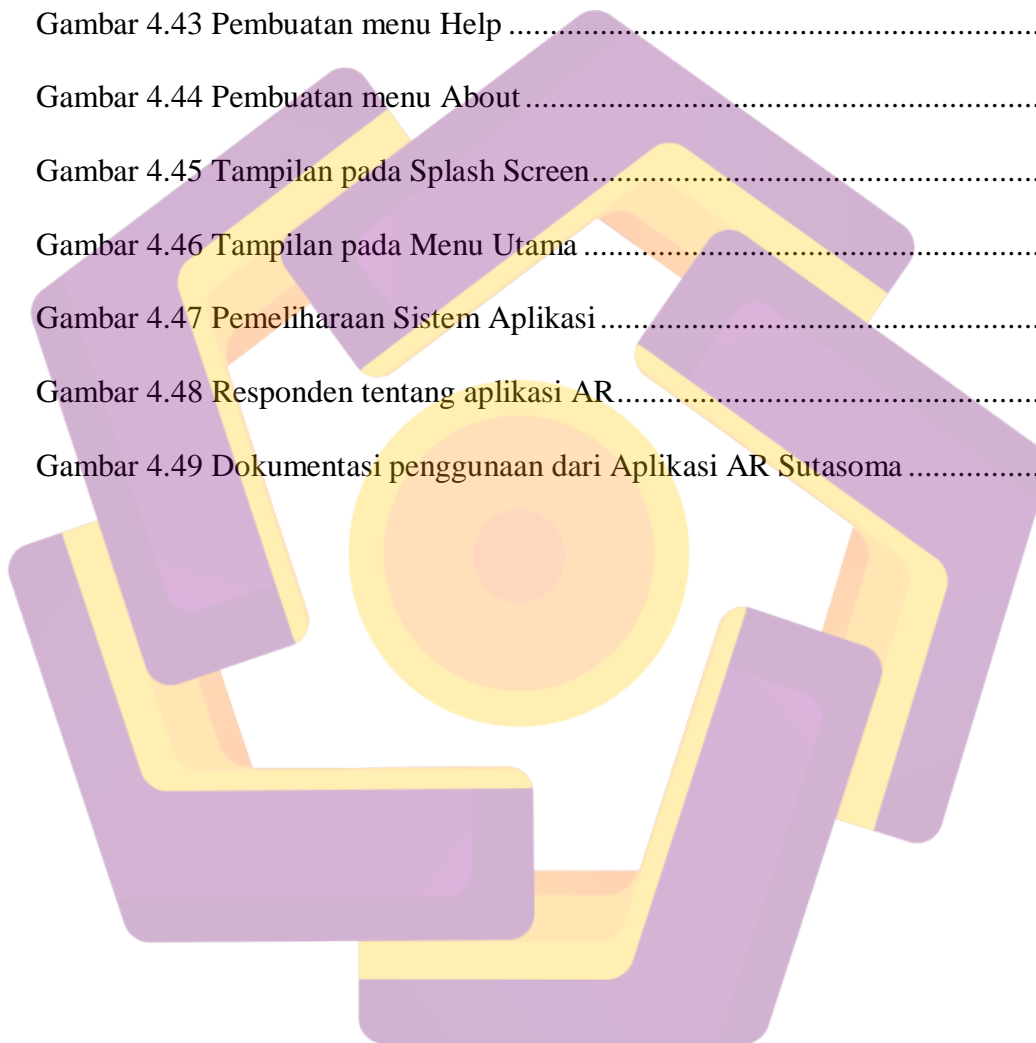 Gambar 4.43 Pembuatan menu Help ........................................................
Gambar 4.44 Pembuatan menu About ......................................................
Gambar 4.45 Tampilan pada Splash Screen...............................................
Gambar 4.46 Tampilan pada Menu Utama ................................................
Gambar 4.47 Pemeliharaan Sistem Aplikasi..............................................
Gambar 4.48 Responden tentang aplikasi AR............................................
Gambar 4.49 Dokumentasi penggunaan dari Aplikasi AR Sutasoma ................